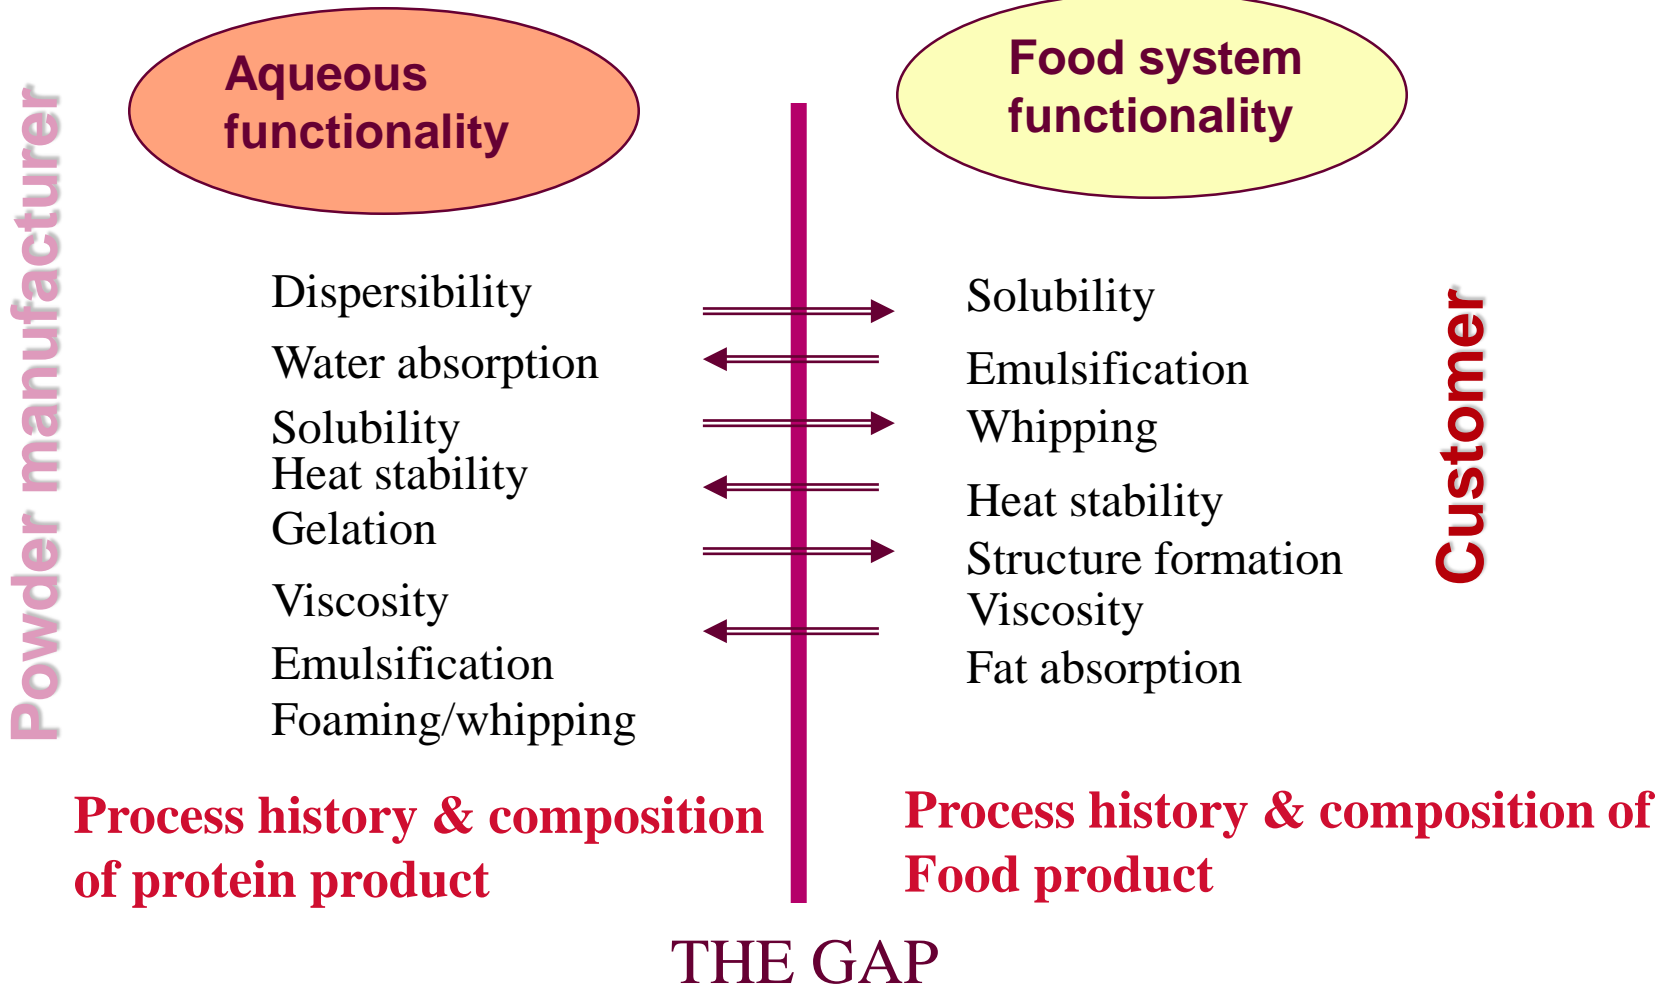 Powder manufacturer
Aqueous
functionality
Dispersibility
Water absorption
Solubility
Heat stability
Gelation
Viscosity
Emulsification
Foaming/whipping
Process history & composition
of protein product
Food system
functionality
Solubility
Emulsification
Whipping
Heat stability
Structure formation
Viscosity
Fat absorption
Process history & composition of
Food product
Customer
THE GAP